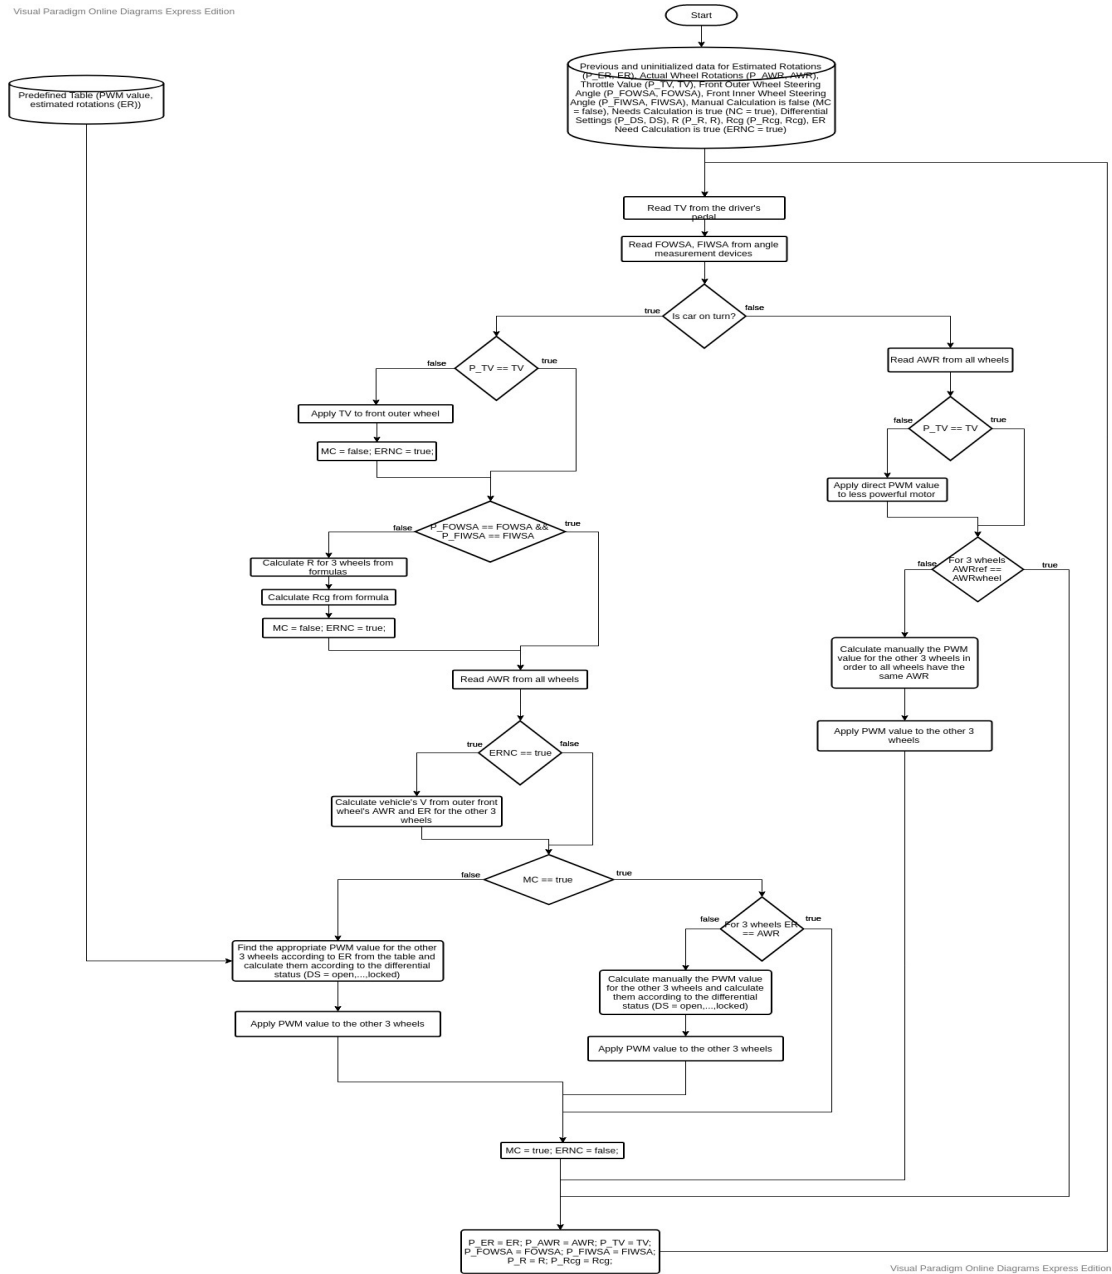 Visual Paradigm Online Diagrams Express Edition
Start
Previous and uninitialized data for Estimated Rotations
(P_ER, ER), Actual Wheel Rotations (P_AWR, AWR),
Throttle Value (P_TV, TV), Front Outer Wheel Steering
Angle (P_FOWSA, FOWSA), Front Inner Wheel Steering
Angle (P_FIWSA, FIWSA), Manual Calculation is false (MC
= false), Needs Calculation is true (NC = true), Differential
Settings (P_DS, DS), R (P_R, R), Rcg (P_Rcg, Rcg), ER
Need Calculation is true (ERNC = true)
Predefined Table (PWM value,
estimated rotations (ER))
Read TV from the driver's
pedal
Read FOWSA, FIWSA from angle
measurement devices
Is car on turn?
true
false
P_TV == TV
false
true
Read AWR from all wheels
Apply TV to front outer wheel
MC = false; ERNC = true;
P_TV == TV
false
true
Apply direct PWM value
to less powerful motor
P_FOWSA == FOWSA &&
P_FIWSA == FIWSA
false
true
Calculate R for 3 wheels from
formulas
Calculate Rcg from formula
MC = false; ERNC = true;
For 3 wheels
AWRref ==
AWRwheel
false
true
Calculate manually the PWM
value for the other 3 wheels in
order to all wheels have the
same AWR
Apply PWM value to the other 3
wheels
Read AWR from all wheels
ERNC == true
true
false
Calculate vehicle's V from outer front
wheel's AWR and ER for the other 3
wheels
MC == true
false
true
For 3 wheels ER
== AWR
false
true
Find the appropriate PWM value for the other
3 wheels according to ER from the table and
calculate them according to the differential
status (DS = open,...,locked)
Apply PWM value to the other 3 wheels
Calculate manually the PWM value
for the other 3 wheels and calculate
them according to the differential
status (DS = open,...,locked)
Apply PWM value to the other 3 wheels
MC = true; ERNC = false;
P_ER = ER; P_AWR = AWR; P_TV = TV;
P_FOWSA = FOWSA; P_FIWSA = FIWSA;
P_R = R; P_Rcg = Rcg;
Visual Paradigm Online Diagrams Express Edition